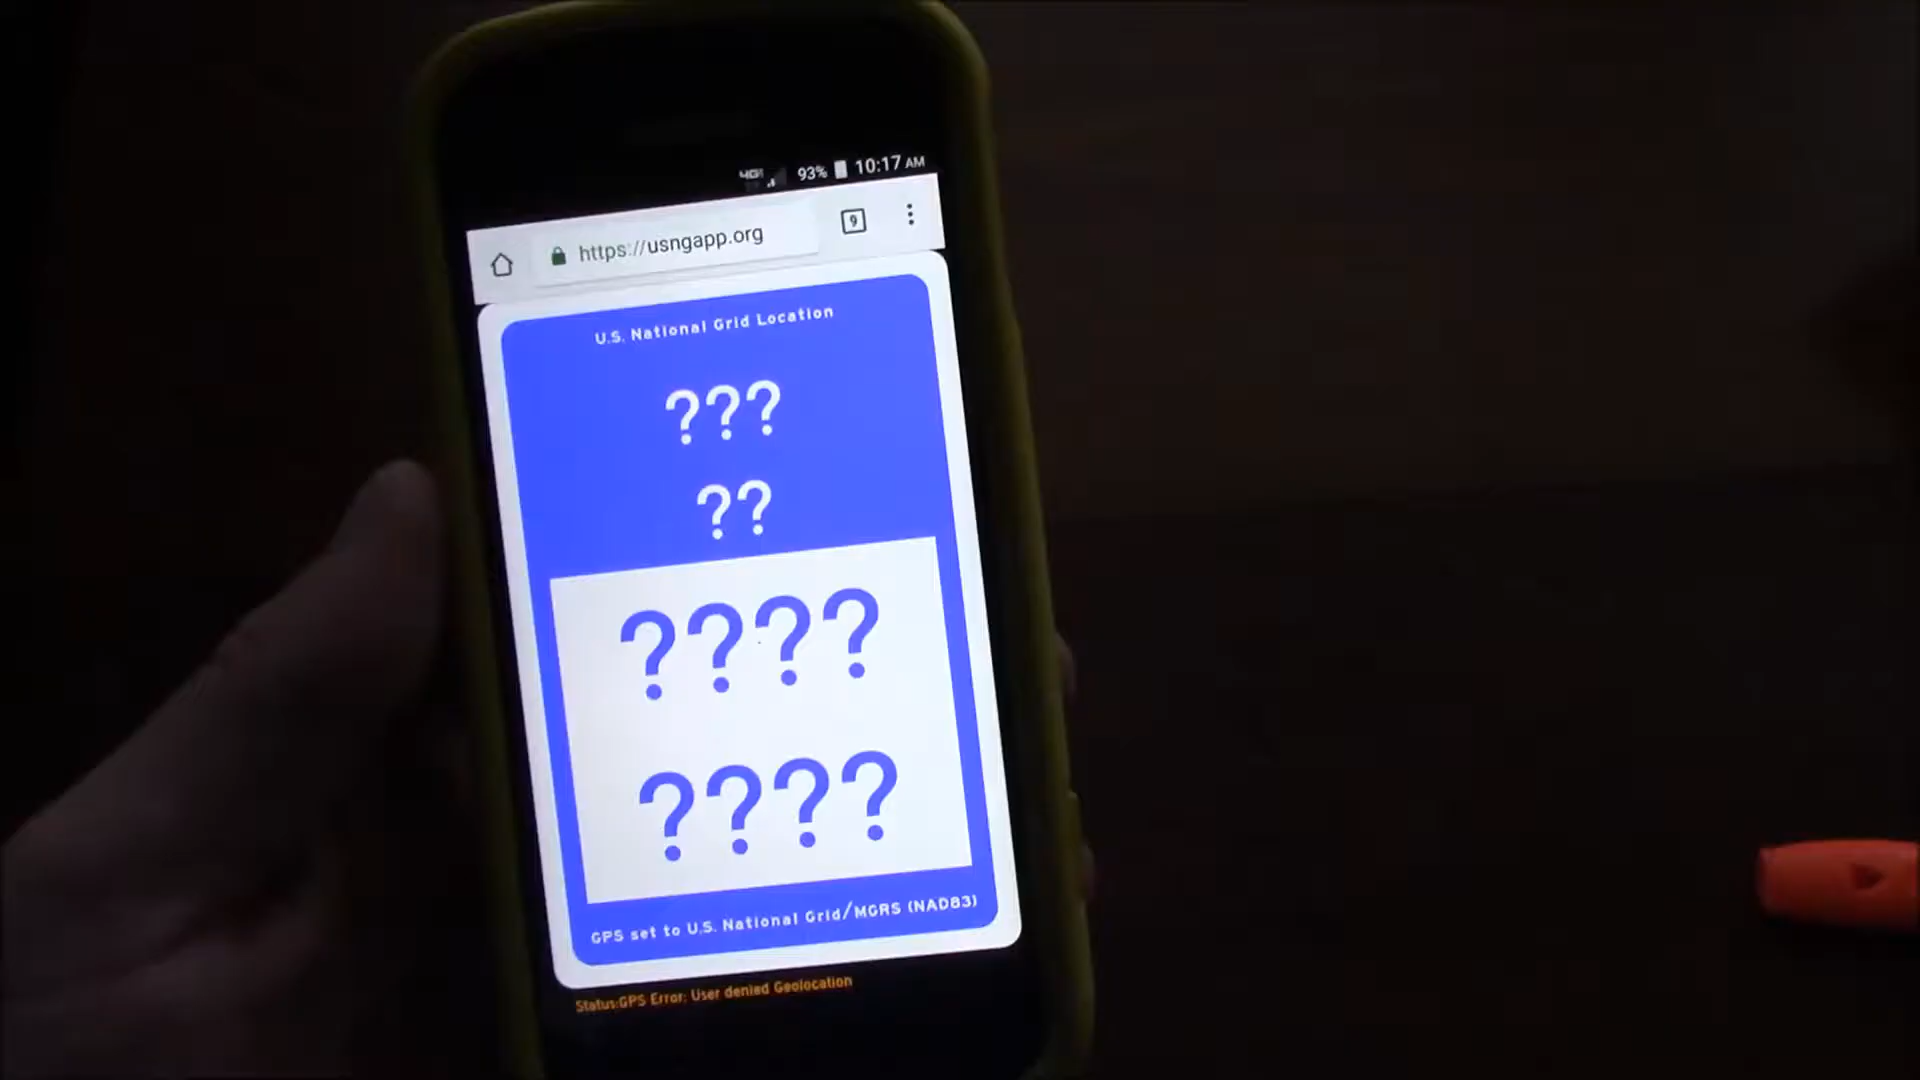 4G 93% 10:17 AM
https://usngapp.org 9
U.S. National Grid Location
???
??
????
????
GPS set to U.S. National Grid/MGRS (NAD83)
Status:GPS Error: User denied Geolocation